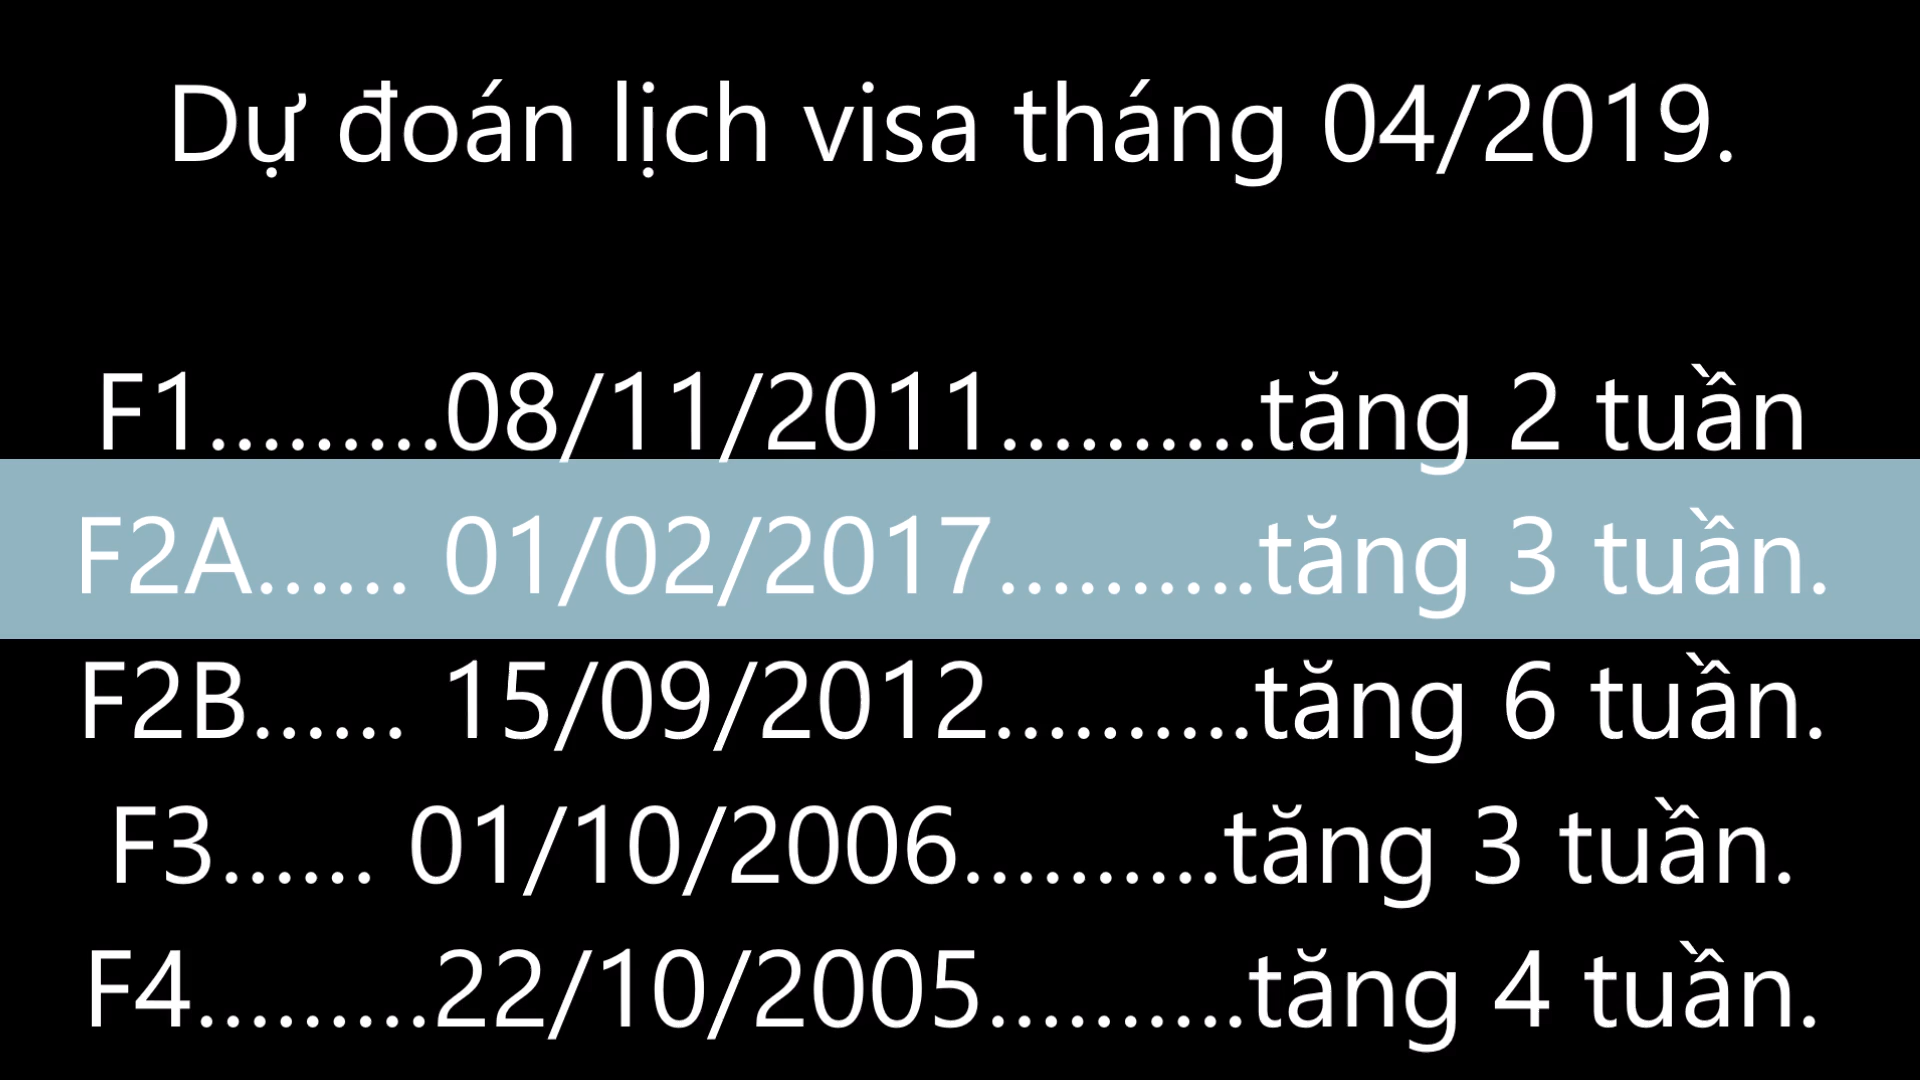 Dự đoán lịch visa tháng 04/2019.
F1.........08/11/2011..........tăng 2 tuần
F2A...... 01/02/2017..........tăng 3 tuần.
F2B...... 15/09/2012..........tăng 6 tuần.
F3...... 01/10/2006..........tăng 3 tuần.
F4.........22/10/2005..........tăng 4 tuần.